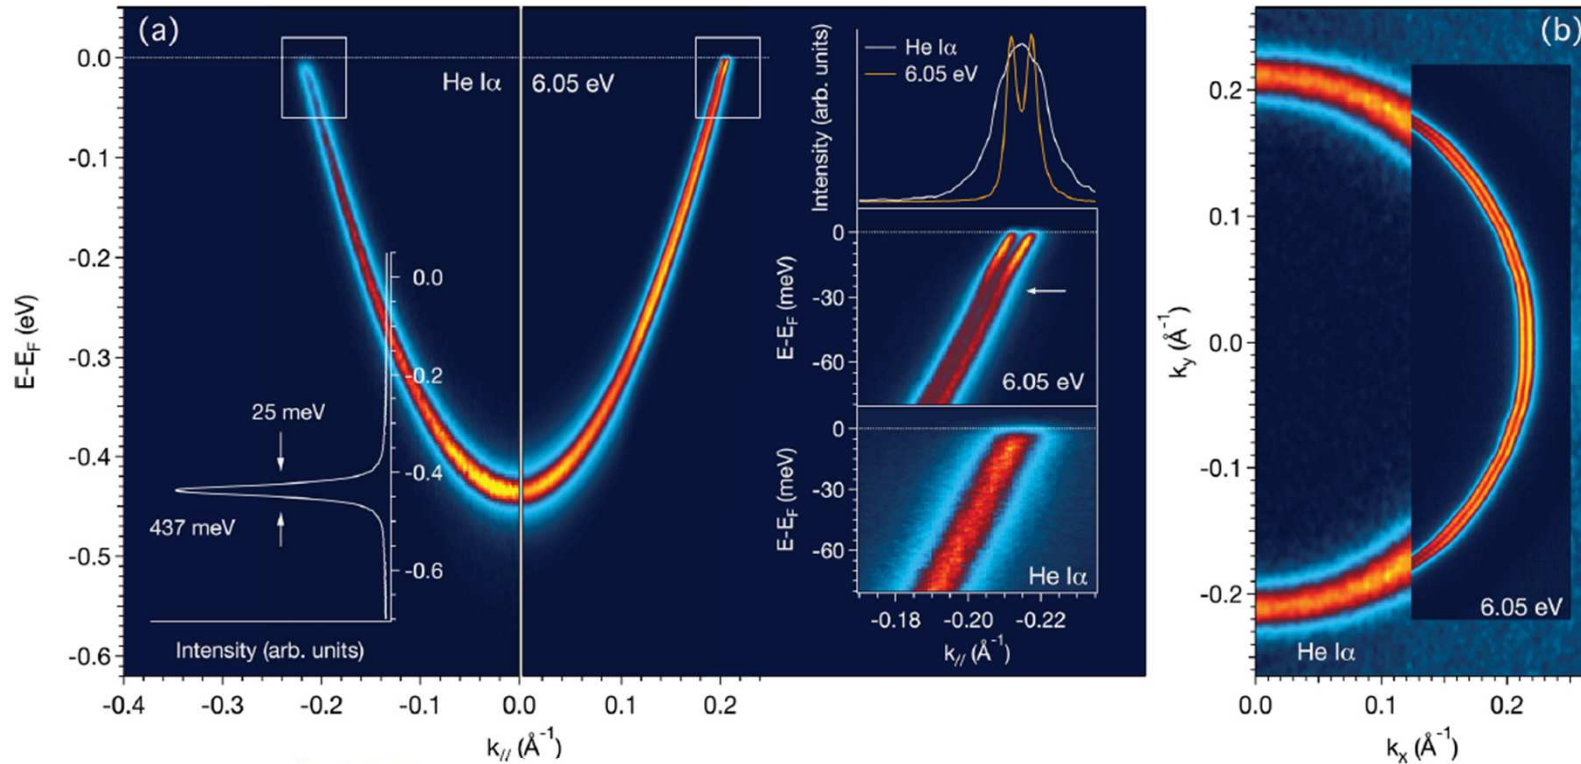 (a)
He Iα
6.05 eV
E-E_F (eV)
0.0
-0.1
-0.2
-0.3
-0.4
-0.5
-0.6
-0.4
-0.3
-0.2
-0.1
0.0
0.1
0.2
k_// (Å⁻¹)
0.0
-0.2
-0.4
-0.6
25 meV
437 meV
Intensity (arb. units)
Intensity (arb. units)
He Iα
6.05 eV
E-E_F (meV)
0
-30
-60
6.05 eV
E-E_F (meV)
0
-30
-60
He Iα
-0.18
-0.20
-0.22
k_// (Å⁻¹)
(b)
k_y (Å⁻¹)
0.2
0.1
0.0
-0.1
-0.2
6.05 eV
He Iα
0.0
0.1
0.2
k_x (Å⁻¹)